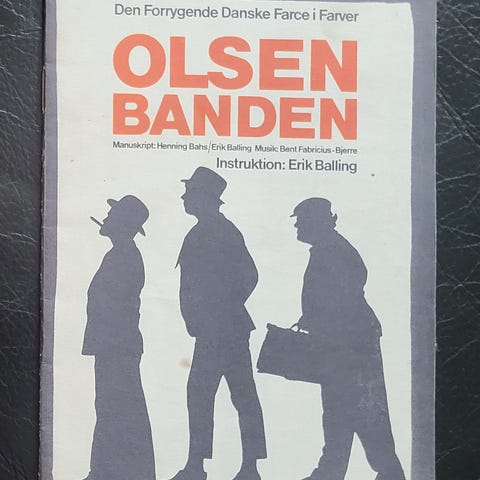 Den Forrygende Danske Farce i Farver
OLSEN
BANDEN
Manuskript: Henning Bahs/Erik Balling Musik: Bent Fabricius-Bjerre
Instruktion: Erik Balling